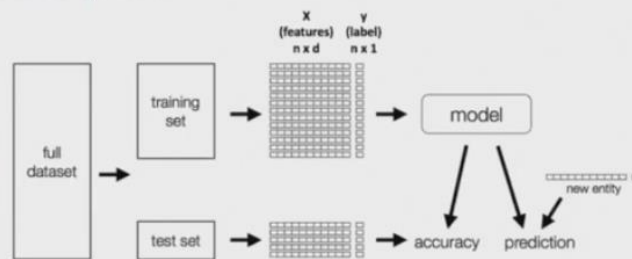 X
(features)
n x d
y
(label)
n x 1
full
dataset
training
set
model
new entity
test set
accuracy
prediction